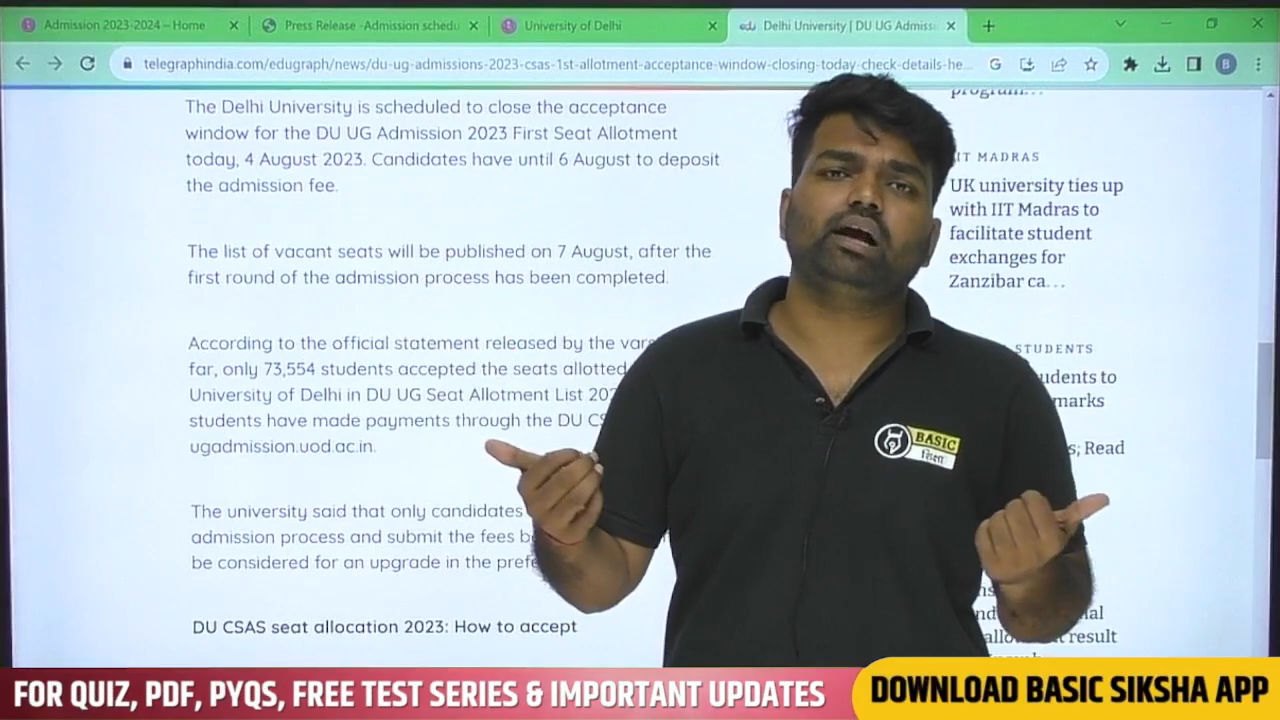 Admission 2023-2024 – Home
Press Release -Admission schedu
University of Delhi
Delhi University | DU UG Admiss
telegraphindia.com/edugraph/news/du-ug-admissions-2023-csas-1st-allotment-acceptance-window-closing-today-check-details-he...
B
The Delhi University is scheduled to close the acceptance
window for the DU UG Admission 2023 First Seat Allotment
today, 4 August 2023. Candidates have until 6 August to deposit
the admission fee.
The list of vacant seats will be published on 7 August, after the
first round of the admission process has been completed.
According to the official statement released by the
far, only 73,554 students accepted the seats allotted
University of Delhi in DU UG Seat Allotment List
students have made payments through the DU
ugadmission.uod.ac.in.
The university said that only candidates
admission process and submit the fees
be considered for an upgrade in the
DU CSAS seat allocation 2023: How to accept
program...
IIT MADRAS
UK university ties up
with IIT Madras to
facilitate student
exchanges for
Zanzibar ca...
STUDENTS
to
marks
Read
result
BASIC
शिक्षा
FOR QUIZ, PDF, PYQS, FREE TEST SERIES & IMPORTANT UPDATES
DOWNLOAD BASIC SIKSHA APP